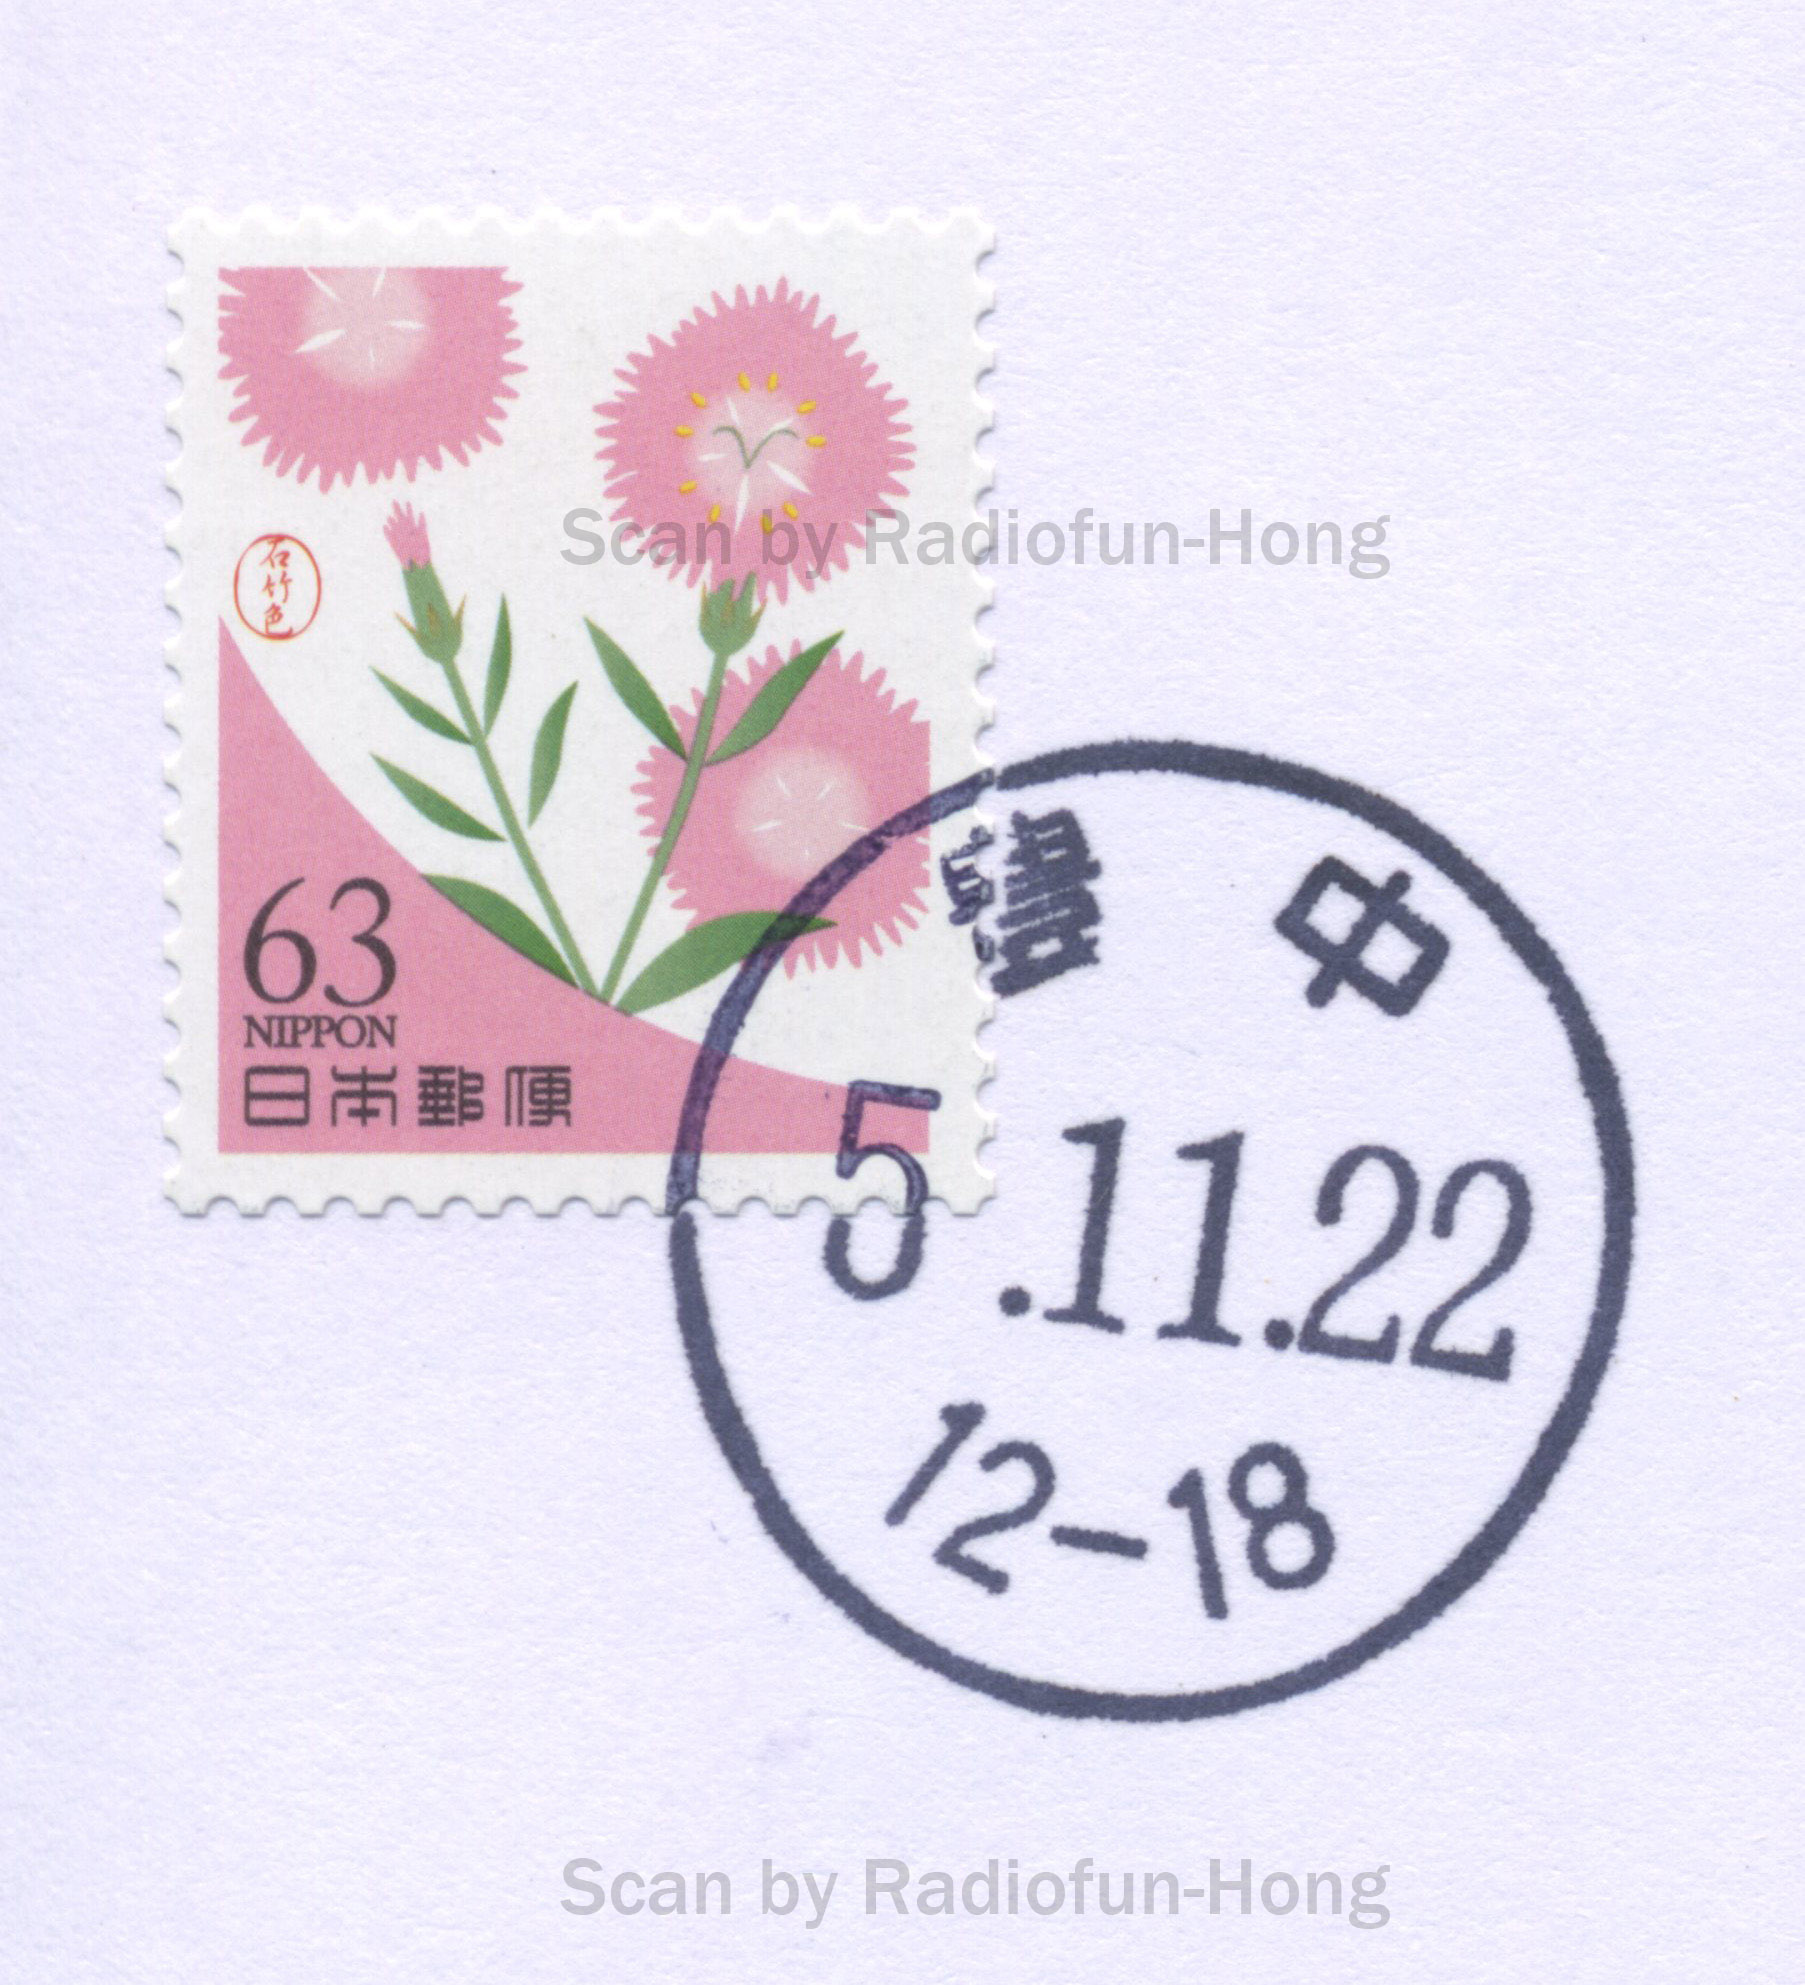 Scan by Radiofun-Hong
石竹色
63
NIPPON
日本郵便
中
5.11.22
12-18
Scan by Radiofun-Hong